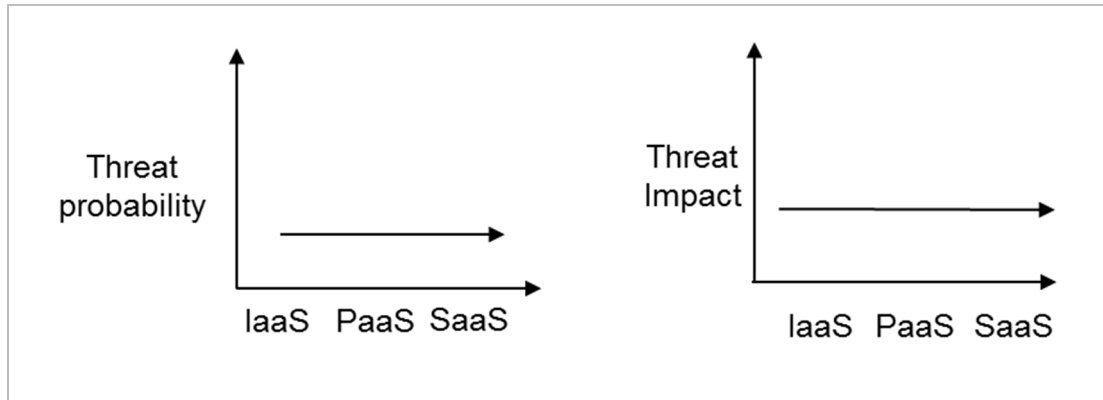 Threat
probability
IaaS PaaS SaaS
Threat
Impact
IaaS PaaS SaaS